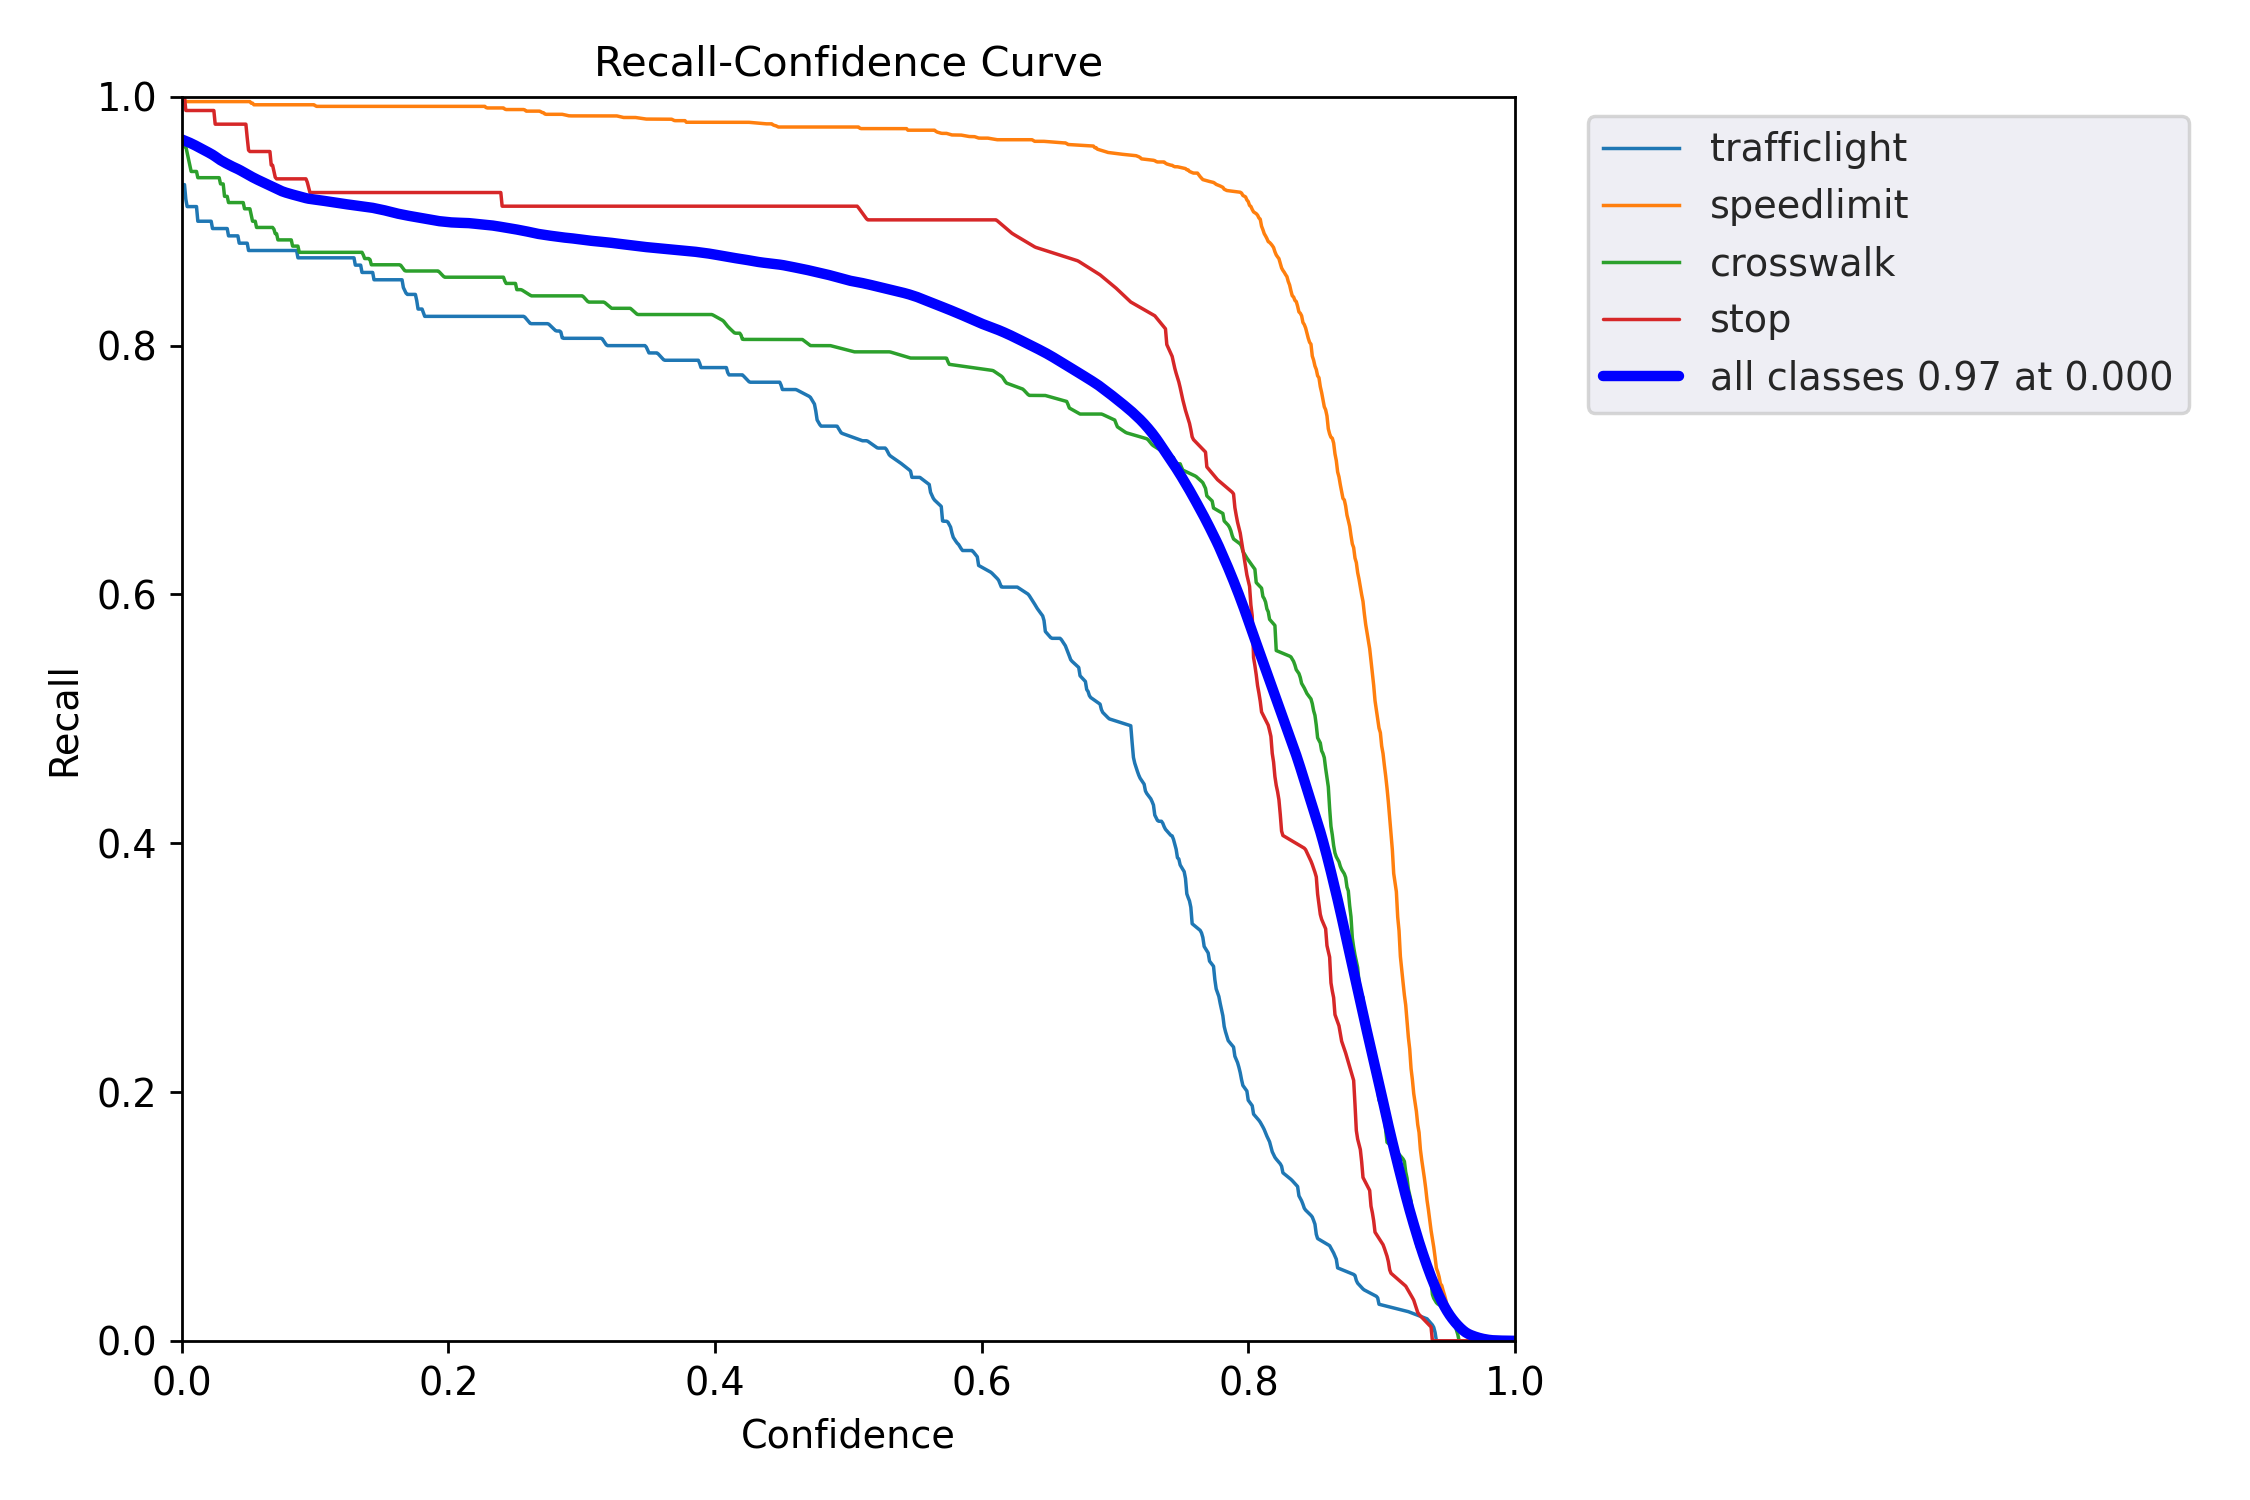 Recall-Confidence Curve
1.0
0.8
0.6
0.4
0.2
0.0
Recall
0.0 0.2 0.4 0.6 0.8 1.0
Confidence
trafficlight
speedlimit
crosswalk
stop
all classes 0.97 at 0.000